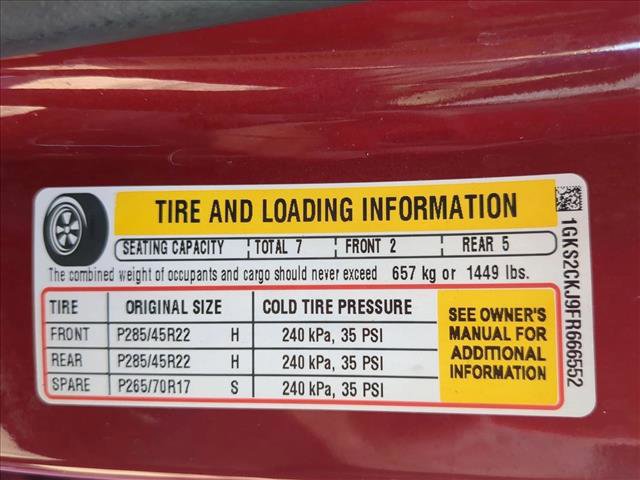 TIRE AND LOADING INFORMATION
SEATING CAPACITY TOTAL 7 FRONT 2 REAR 5
The combined weight of occupants and cargo should never exceed 657 kg or 1449 lbs.
TIRE ORIGINAL SIZE COLD TIRE PRESSURE
FRONT P285/45R22 H 240 kPa, 35 PSI
REAR P285/45R22 H 240 kPa, 35 PSI
SPARE P265/70R17 S 240 kPa, 35 PSI
SEE OWNER'S
MANUAL FOR
ADDITIONAL
INFORMATION
1GKS2CKJ9FR666552